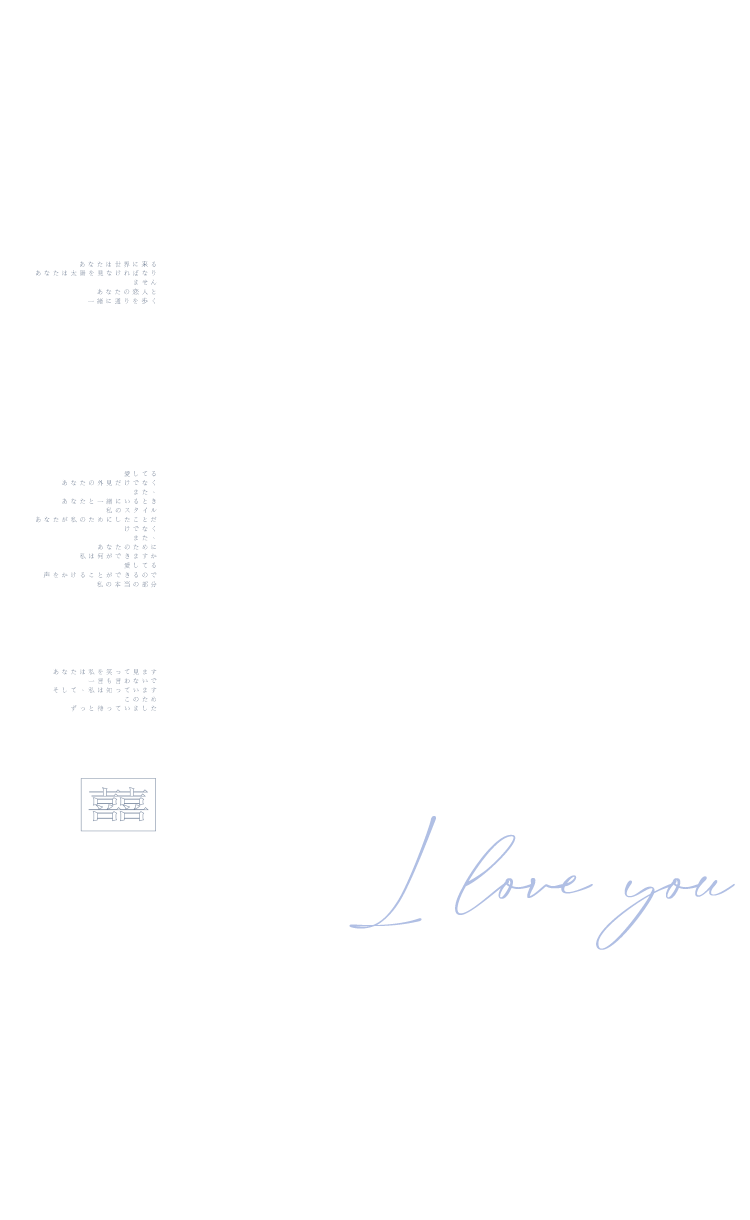 あなたは世界に来る
あなたは太陽を見なければなり
ません
あなたの恋人と
一緒に通りを歩く
愛してる
あなたの外見だけでなく
また、
あなたと一緒にいるとき
私のスタイル
あなたが私のためにしたことだ
けでなく
また、
あなたのために
私は何ができますか
愛してる
声をかけることができるので
私の本当の部分
あなたは私を笑って見ます
一言も言わないで
そして、私は知っています
このため
ずっと待っていました
囍
I love you